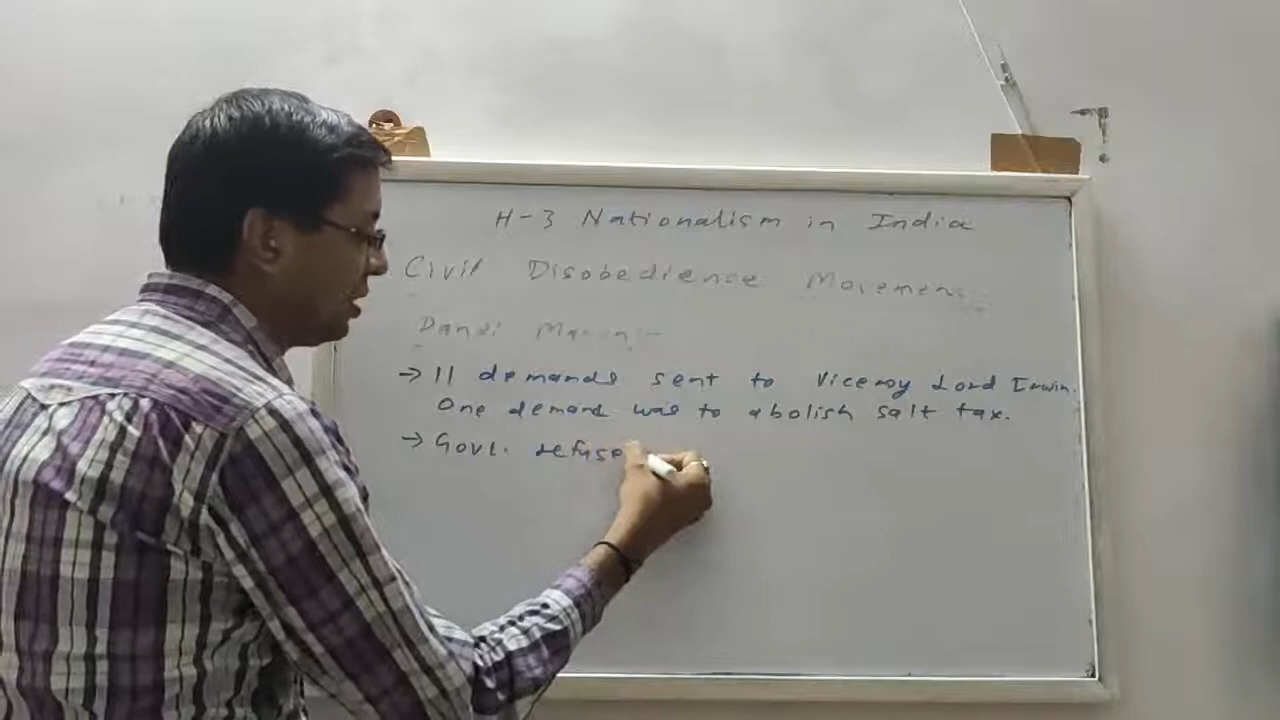 H-3 Nationalism in India
Civil Disobedience Movement
Dandi March:-
→ 11 demands sent to Viceroy Lord Irwin.
One demand was to abolish salt tax.
→ Govt. refuse